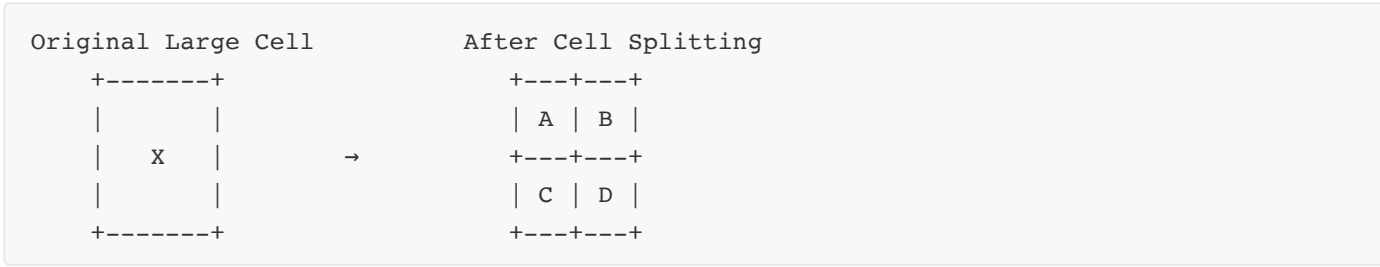 Original Large Cell          After Cell Splitting
    +-------+                   +---+---+
    |       |                   | A | B |
    |   X   |        →          +---+---+
    |       |                   | C | D |
    +-------+                   +---+---+